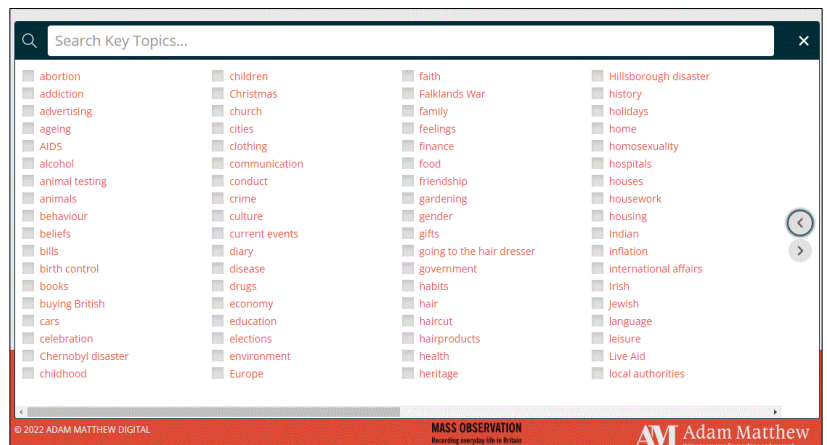 Search Key Topics...
abortion
addiction
advertising
ageing
AIDS
alcohol
animal testing
animals
behaviour
beliefs
bills
birth control
books
buying British
cars
celebration
Chernobyl disaster
childhood
children
Christmas
church
cities
clothing
communication
conduct
crime
culture
current events
diary
disease
drugs
economy
education
elections
environment
Europe
faith
Falklands War
family
feelings
finance
food
friendship
gardening
gender
gifts
going to the hair dresser
government
habits
hair
haircut
hairproducts
health
heritage
Hillsborough disaster
history
holidays
home
homosexuality
hospitals
houses
housework
housing
Indian
inflation
international affairs
Irish
Jewish
language
leisure
Live Aid
local authorities
© 2022 ADAM MATTHEW DIGITAL
MASS OBSERVATION
Recording everyday life in Britain
AM Adam Matthew